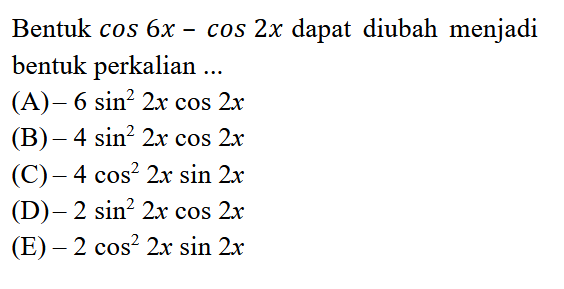 Bentuk cos 6x – cos 2x dapat diubah menjadi
bentuk perkalian ...
(A)– 6 sin² 2x cos 2x
(B) – 4 sin² 2x cos 2x
(C) – 4 cos² 2x sin 2x
(D)– 2 sin² 2x cos 2x
(E) – 2 cos² 2x sin 2x